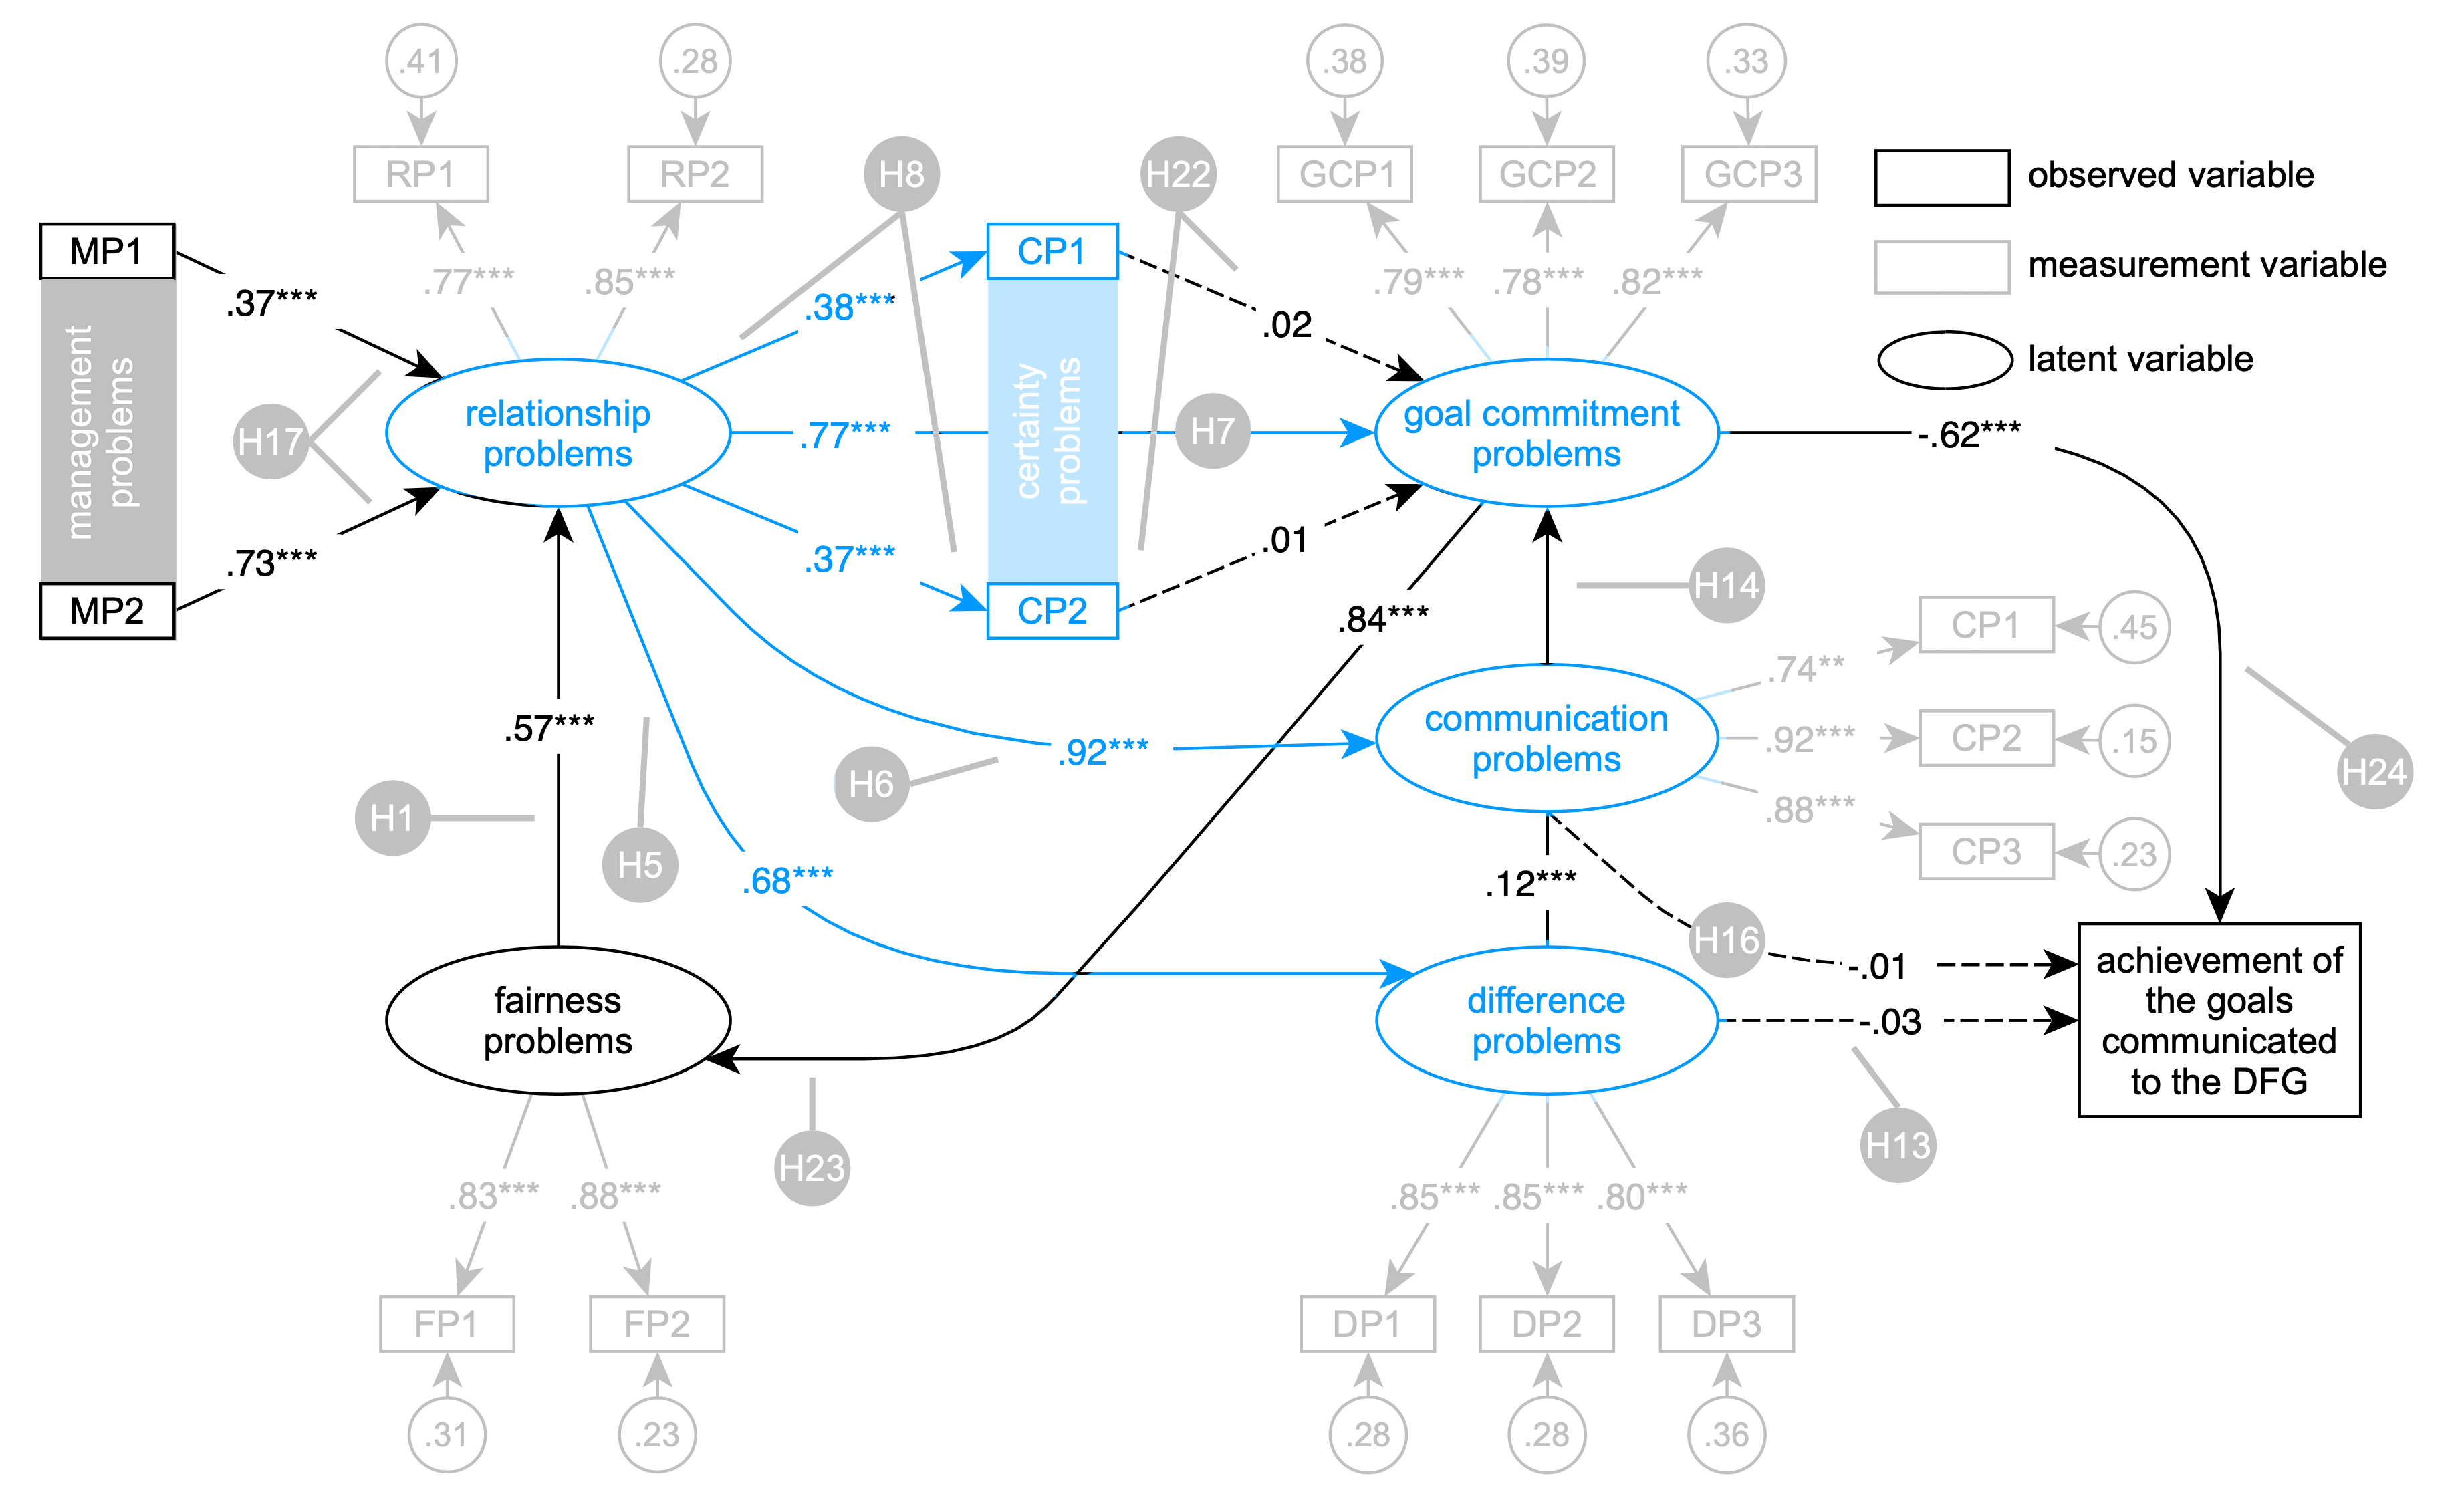 .41
.28
.38
.39
.33
RP1
RP2
H8
H22
GCP1
GCP2
GCP3
observed variable
measurement variable
latent variable
MP1
management
problems
MP2
.37***
.73***
H17
.77***
.85***
relationship
problems
.38***
.77***
.37***
CP1
certainty
problems
CP2
.02
H7
.01
.79***
.78***
.82***
goal commitment
problems
-.62***
.84***
H14
.57***
H1
H5
H6
.92***
.68***
communication
problems
.74**
.92***
.88***
CP1
CP2
CP3
.45
.15
.23
H24
.12***
H16
-.01
-.03
H13
achievement of
the goals
communicated
to the DFG
fairness
problems
H23
difference
problems
.83***
.88***
.85***
.85***
.80***
FP1
FP2
DP1
DP2
DP3
.31
.23
.28
.28
.36